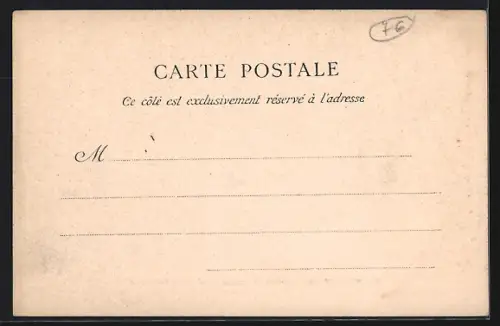 76
CARTE POSTALE
Ce côté est exclusivement réservé à l'adresse
M